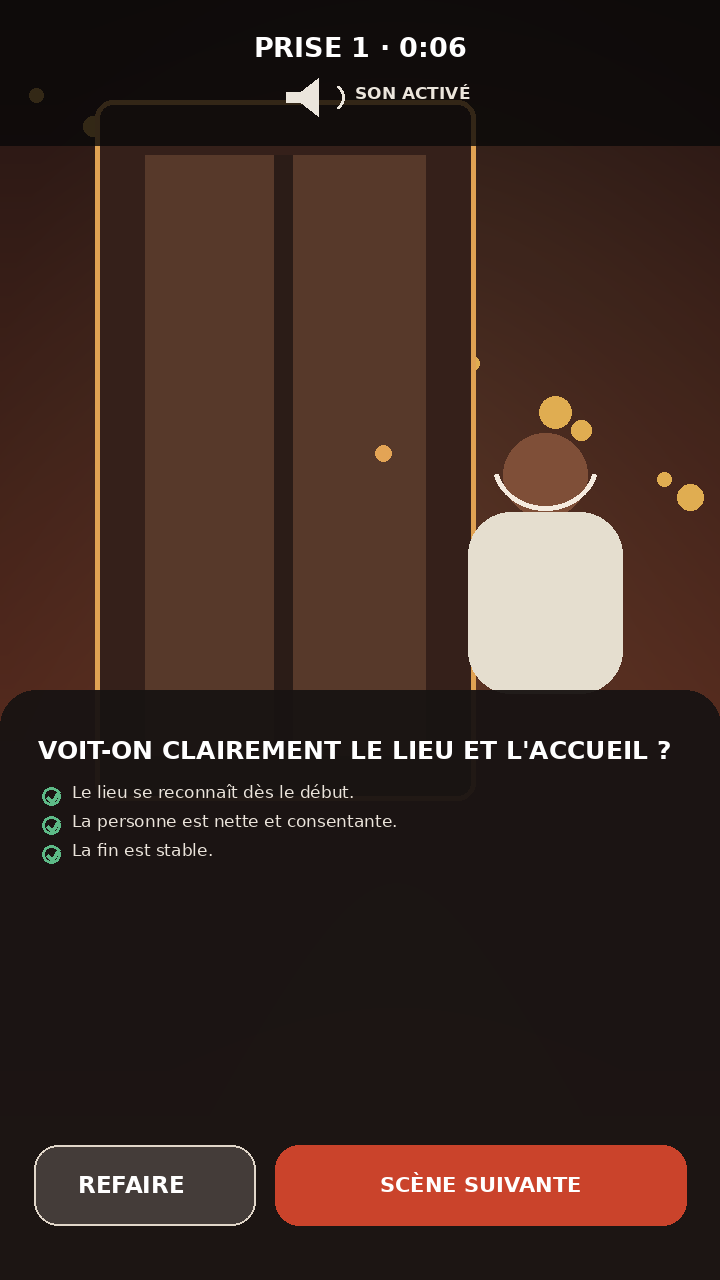 PRISE 1 · 0:06
SON ACTIVÉ
VOIT-ON CLAIREMENT LE LIEU ET L'ACCUEIL ?
Le lieu se reconnaît dès le début.
La personne est nette et consentante.
La fin est stable.
REFAIRE
SCÈNE SUIVANTE